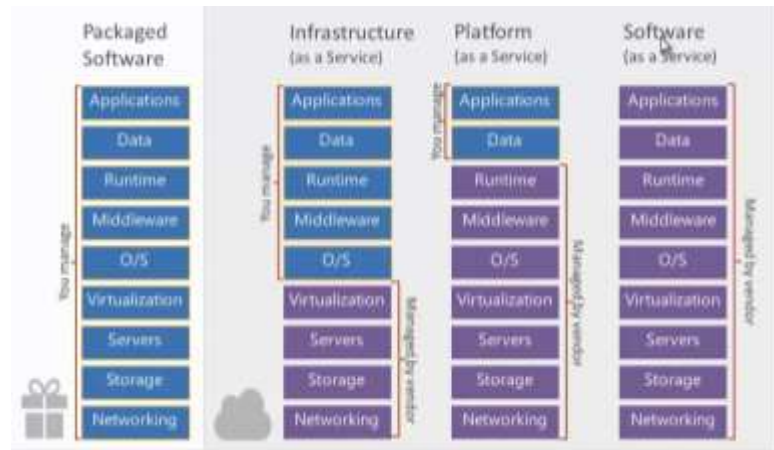 Packaged
Software
Applications
Data
Runtime
Middleware
O/S
Virtualization
Servers
Storage
Networking
You manage
Infrastructure
(as a Service)
Applications
Data
Runtime
Middleware
O/S
Virtualization
Servers
Storage
Networking
You manage
Managed by vendor
Platform
(as a Service)
Applications
Data
Runtime
Middleware
O/S
Virtualization
Servers
Storage
Networking
You manage
Managed by vendor
Software
(as a Service)
Applications
Data
Runtime
Middleware
O/S
Virtualization
Servers
Storage
Networking
Managed by vendor